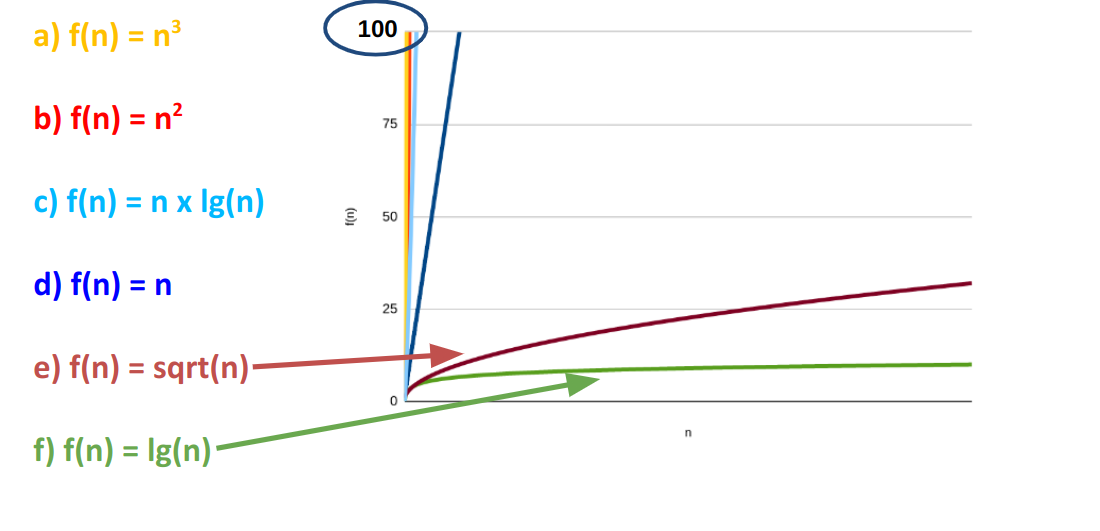 a) f(n) = n³
b) f(n) = n²
c) f(n) = n x lg(n)
d) f(n) = n
e) f(n) = sqrt(n)
f) f(n) = lg(n)
100
75
50
25
0
f(n)
n